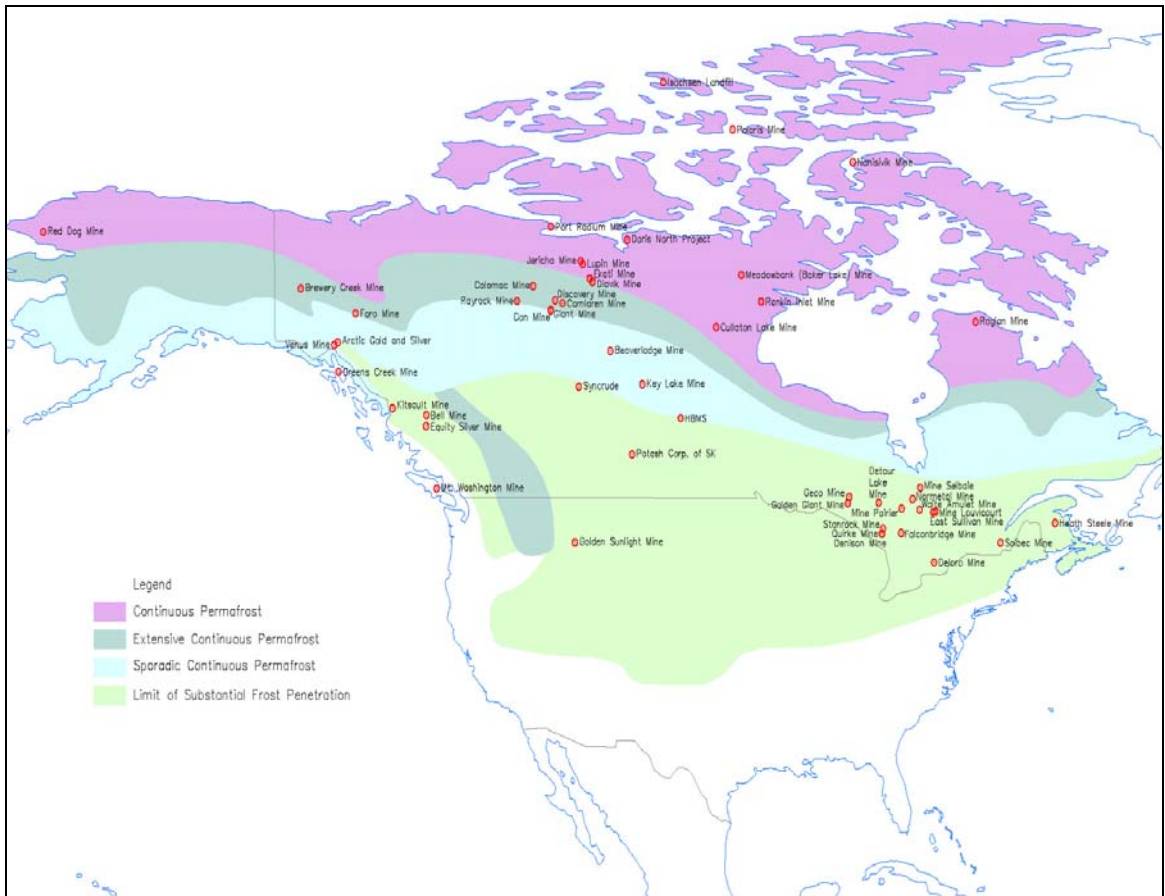 Isachsen Landfill
Polaris Mine
Nanisivik Mine
Red Dog Mine
Port Radium Mine
Doris North Project
Jericho Mine
Lupin Mine
Ekati Mine
Diavik Mine
Meadowbank (Baker Lake) Mine
Colomac Mine
Brewery Creek Mine
Discovery Mine
Rayrock Mine
Camlaren Mine
Rankin Inlet Mine
Giant Mine
Con Mine
Faro Mine
Cullaton Lake Mine
Raglan Mine
Arctic Gold and Silver
Venus Mine
Beaverlodge Mine
Greens Creek Mine
Syncrude
Key Lake Mine
Kitsault Mine
Bell Mine
Equity Silver Mine
HBMS
Potash Corp. of SK
Detour
Lake
Mine
Mt. Washington Mine
Mine Selbaie
Geco Mine
Normetal Mine
Golden Giant Mine
Waite Amulet Mine
Mine Poirier
Mine Louvicourt
East Sullivan Mine
Heath Steele Mine
Stanrock Mine
Quirke Mine
Falconbridge Mine
Denison Mine
Golden Sunlight Mine
Solbec Mine
Deloro Mine
Legend
Continuous Permafrost
Extensive Continuous Permafrost
Sporadic Continuous Permafrost
Limit of Substantial Frost Penetration